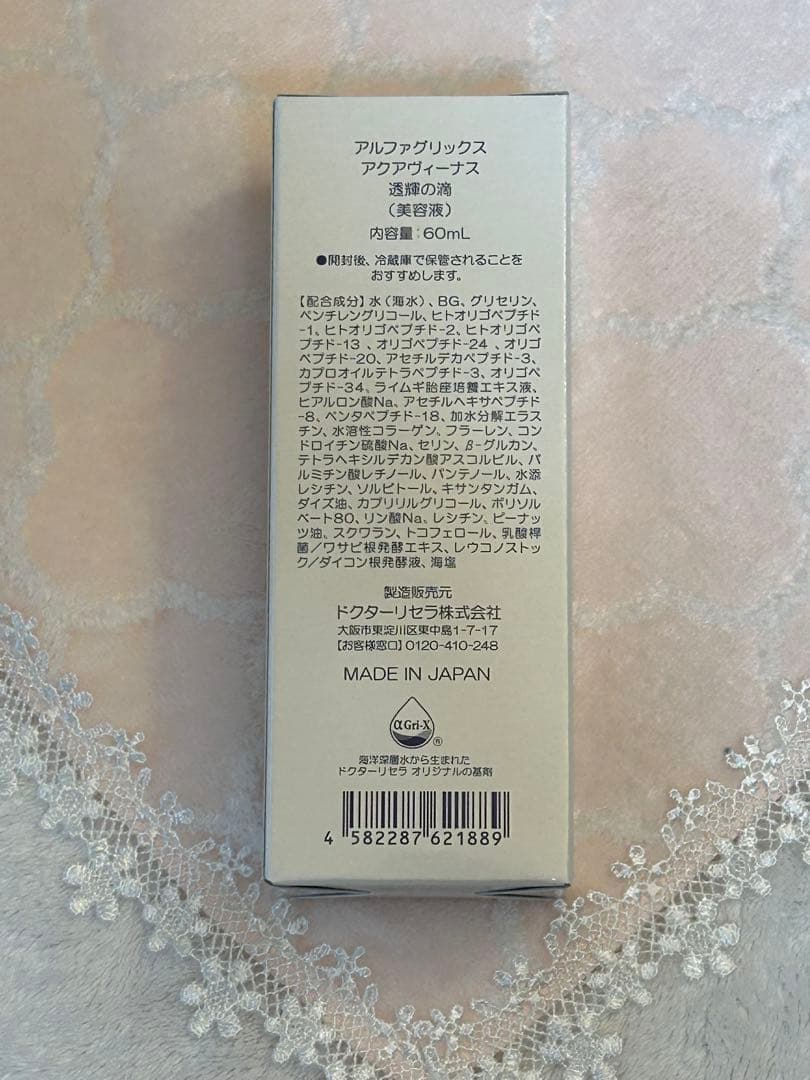 アルファグリックス
アクアヴィーナス
透輝の滴
（美容液）
内容量：60mL
●開封後、冷蔵庫で保管されることを
おすすめします。
【配合成分】水（海水）、BG、グリセリン、
ペンチレングリコール、ヒトオリゴペプチド
-1、ヒトオリゴペプチド-2、ヒトオリゴペ
プチド-13 、オリゴペプチド-24 、オリゴ
ペプチド-20、アセチルデカペプチド-3、
カプロオイルテトラペプチド-3、オリゴペ
プチド-34、ライムギ胎座培養エキス液、
ヒアルロン酸Na、アセチルヘキサペプチド
-8、ペンタペプチド-18、加水分解エラス
チン、水溶性コラーゲン、フラーレン、コン
ドロイチン硫酸Na、セリン、β-グルカン、
テトラヘキシルデカン酸アスコルビル、パ
ルミチン酸レチノール、パンテノール、水添
レシチン、ソルビトール、キサンタンガム、
ダイズ油、カプリリルグリコール、ポリソル
ベート80、リン酸Na、レシチン、ピーナッ
ツ油、スクワラン、トコフェロール、乳酸桿
菌／ワサビ根発酵エキス、レウコノストック
／ダイコン根発酵液、海塩
製造販売元
ドクターリセラ株式会社
大阪市東淀川区東中島1-7-17
【お客様窓口】0120-410-248
MADE IN JAPAN
αGri-X
®
海洋深層水から生まれた
ドクターリセラ オリジナルの基剤
4 582287 621889